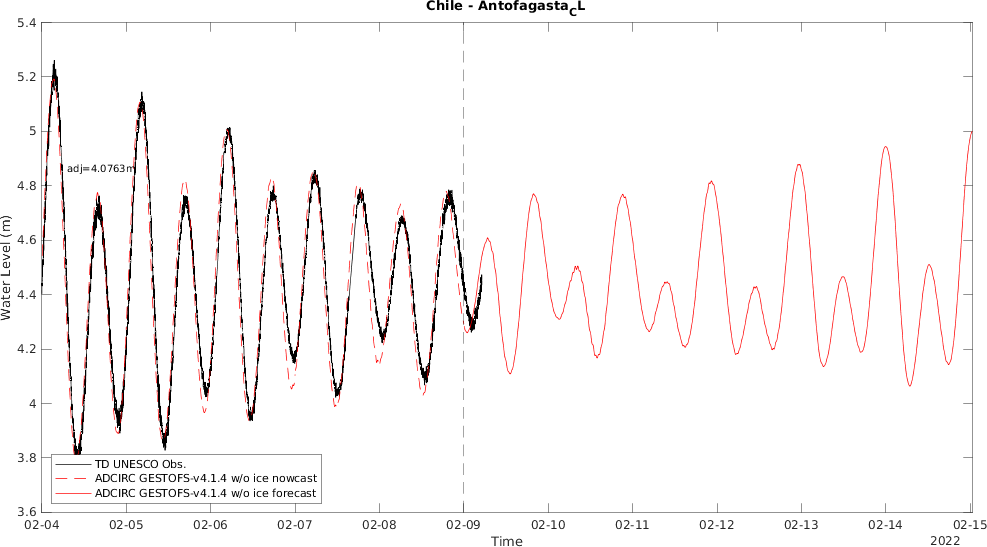 Chile - Antofagasta_CL
5.4
5.2
5
4.8
4.6
4.4
4.2
4
3.8
3.6
Water Level (m)
adj=4.0763m
TD UNESCO Obs.
ADCIRC GESTOFS-v4.1.4 w/o ice nowcast
ADCIRC GESTOFS-v4.1.4 w/o ice forecast
02-04 02-05 02-06 02-07 02-08 02-09 02-10 02-11 02-12 02-13 02-14 02-15
Time
2022